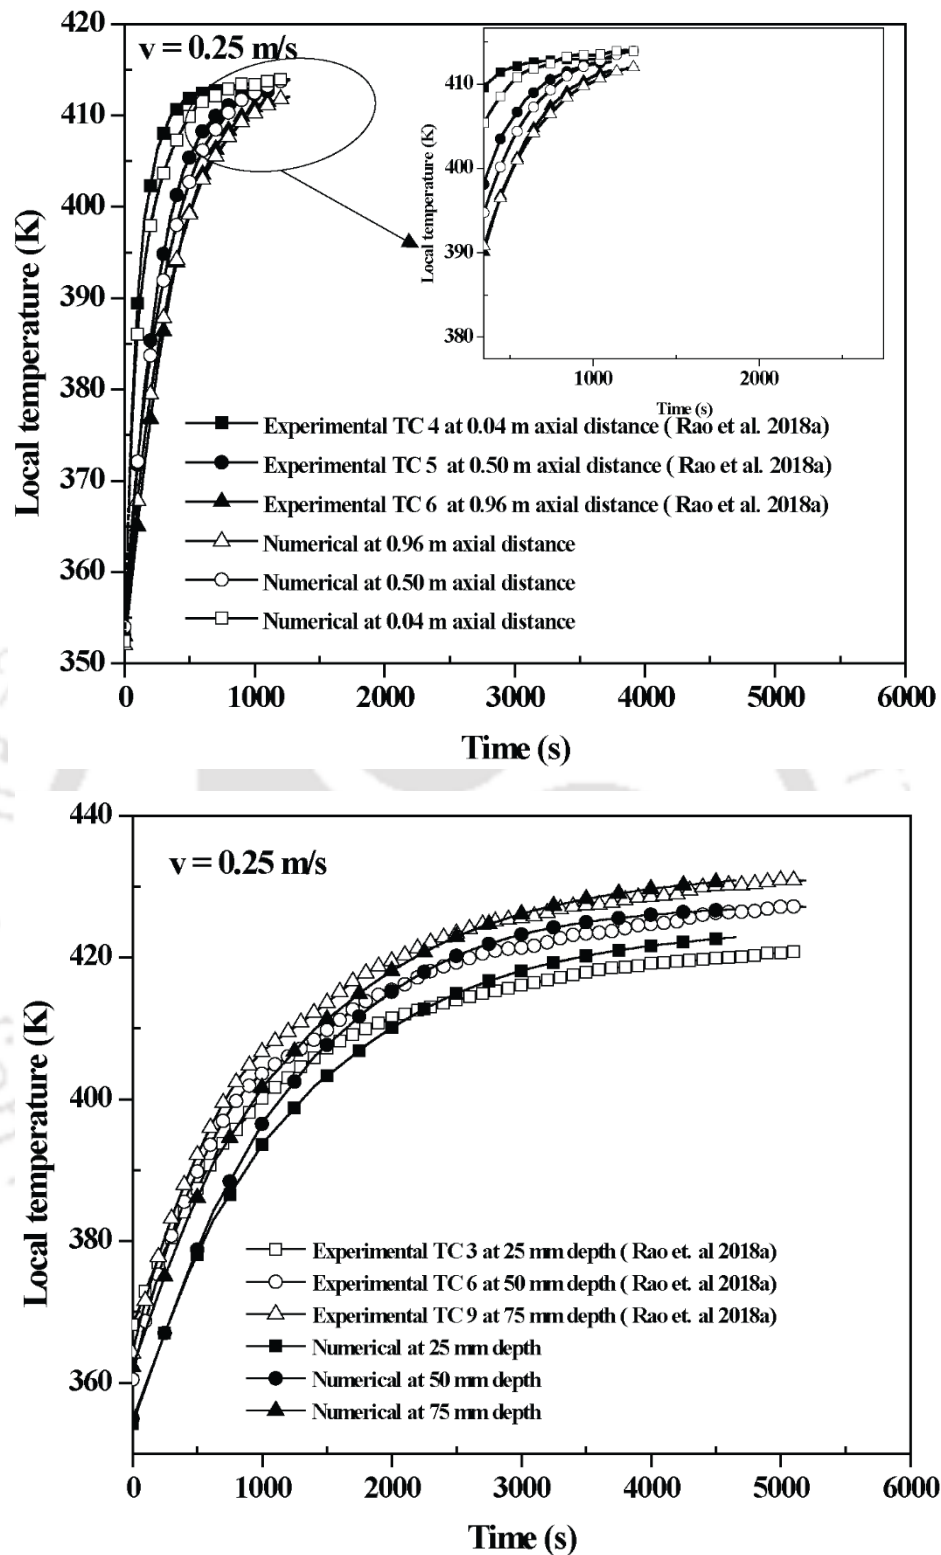 420
v = 0.25 m/s
410
400
390
380
370
360
350
Local temperature (K)
410
400
390
380
Local temperature (K)
1000 2000
Time (s)
Experimental TC 4 at 0.04 m axial distance ( Rao et al. 2018a)
Experimental TC 5 at 0.50 m axial distance ( Rao et al. 2018a)
Experimental TC 6 at 0.96 m axial distance ( Rao et al. 2018a)
Numerical at 0.96 m axial distance
Numerical at 0.50 m axial distance
Numerical at 0.04 m axial distance
0 1000 2000 3000 4000 5000 6000
Time (s)
440
v = 0.25 m/s
420
400
380
360
Local temperature (K)
Experimental TC 3 at 25 mm depth ( Rao et. al 2018a)
Experimental TC 6 at 50 mm depth ( Rao et. al 2018a)
Experimental TC 9 at 75 mm depth ( Rao et. al 2018a)
Numerical at 25 mm depth
Numerical at 50 mm depth
Numerical at 75 mm depth
0 1000 2000 3000 4000 5000 6000
Time (s)